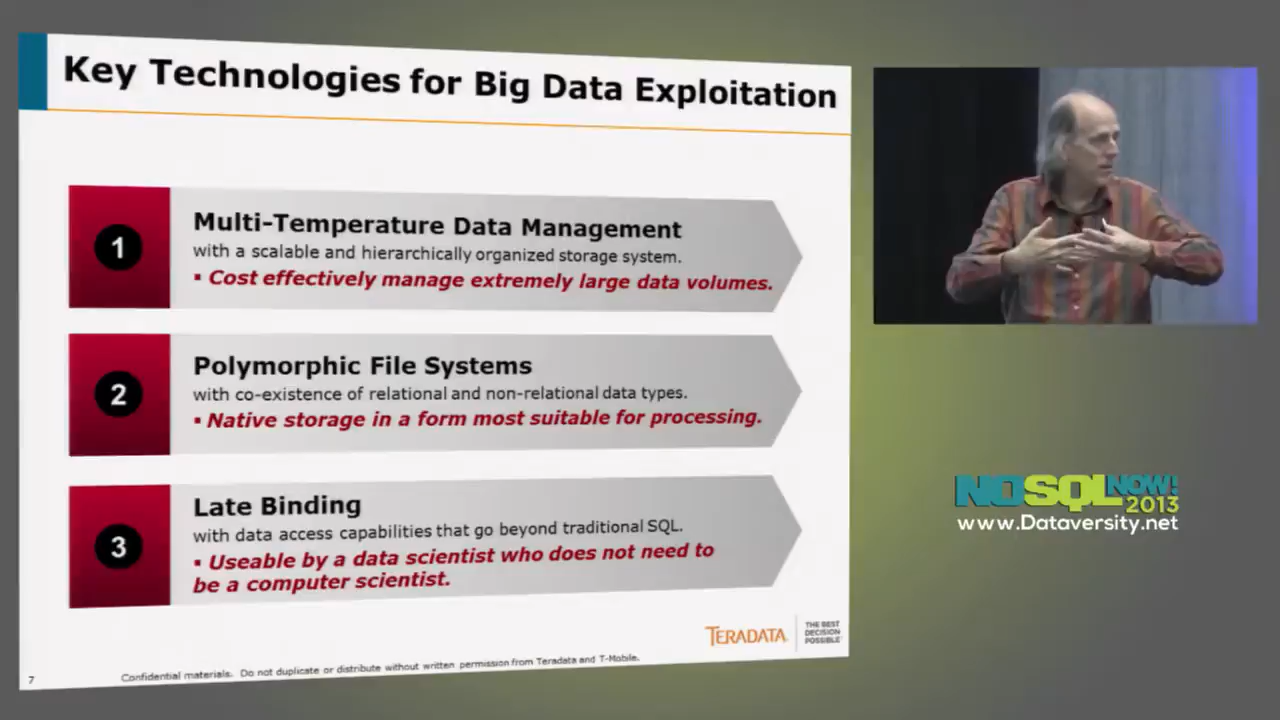 Key Technologies for Big Data Exploitation
1
Multi-Temperature Data Management
with a scalable and hierarchically organized storage system.
▪ Cost effectively manage extremely large data volumes.
2
Polymorphic File Systems
with co-existence of relational and non-relational data types.
▪ Native storage in a form most suitable for processing.
3
Late Binding
with data access capabilities that go beyond traditional SQL.
▪ Useable by a data scientist who does not need to
be a computer scientist.
TERADATA
THE BEST
DECISION
POSSIBLE
7
Confidential materials. Do not duplicate or distribute without written permission from Teradata and T-Mobile.
NOSQLNOW!
2013
www.Dataversity.net